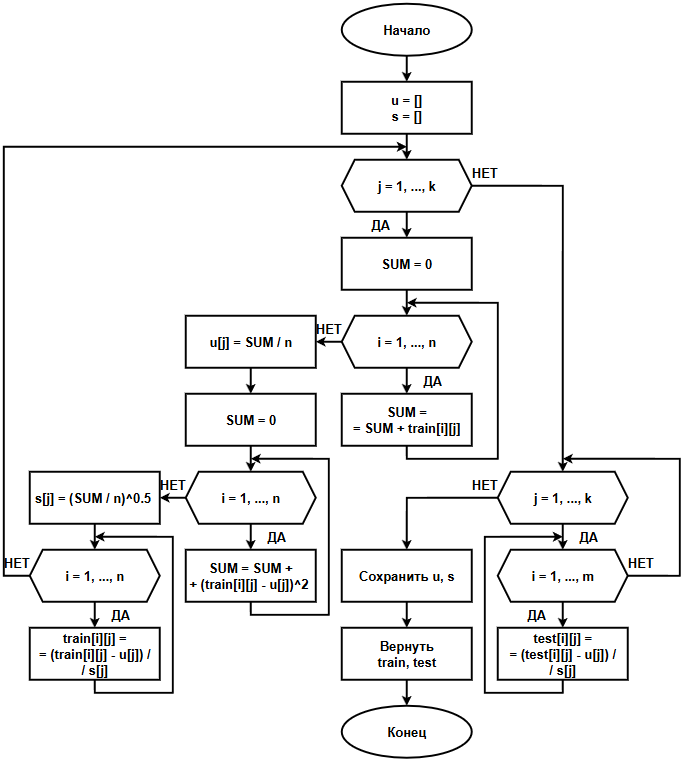 Начало
u = []
s = []
j = 1, ..., k
НЕТ
ДА
SUM = 0
i = 1, ..., n
НЕТ
ДА
SUM =
= SUM + train[i][j]
u[j] = SUM / n
SUM = 0
i = 1, ..., n
НЕТ
ДА
SUM = SUM +
+ (train[i][j] - u[j])^2
s[j] = (SUM / n)^0.5
i = 1, ..., n
НЕТ
ДА
train[i][j] =
= (train[i][j] - u[j]) /
/ s[j]
j = 1, ..., k
НЕТ
ДА
i = 1, ..., m
НЕТ
ДА
test[i][j] =
= (test[i][j] - u[j]) /
/ s[j]
Сохранить u, s
Вернуть
train, test
Конец